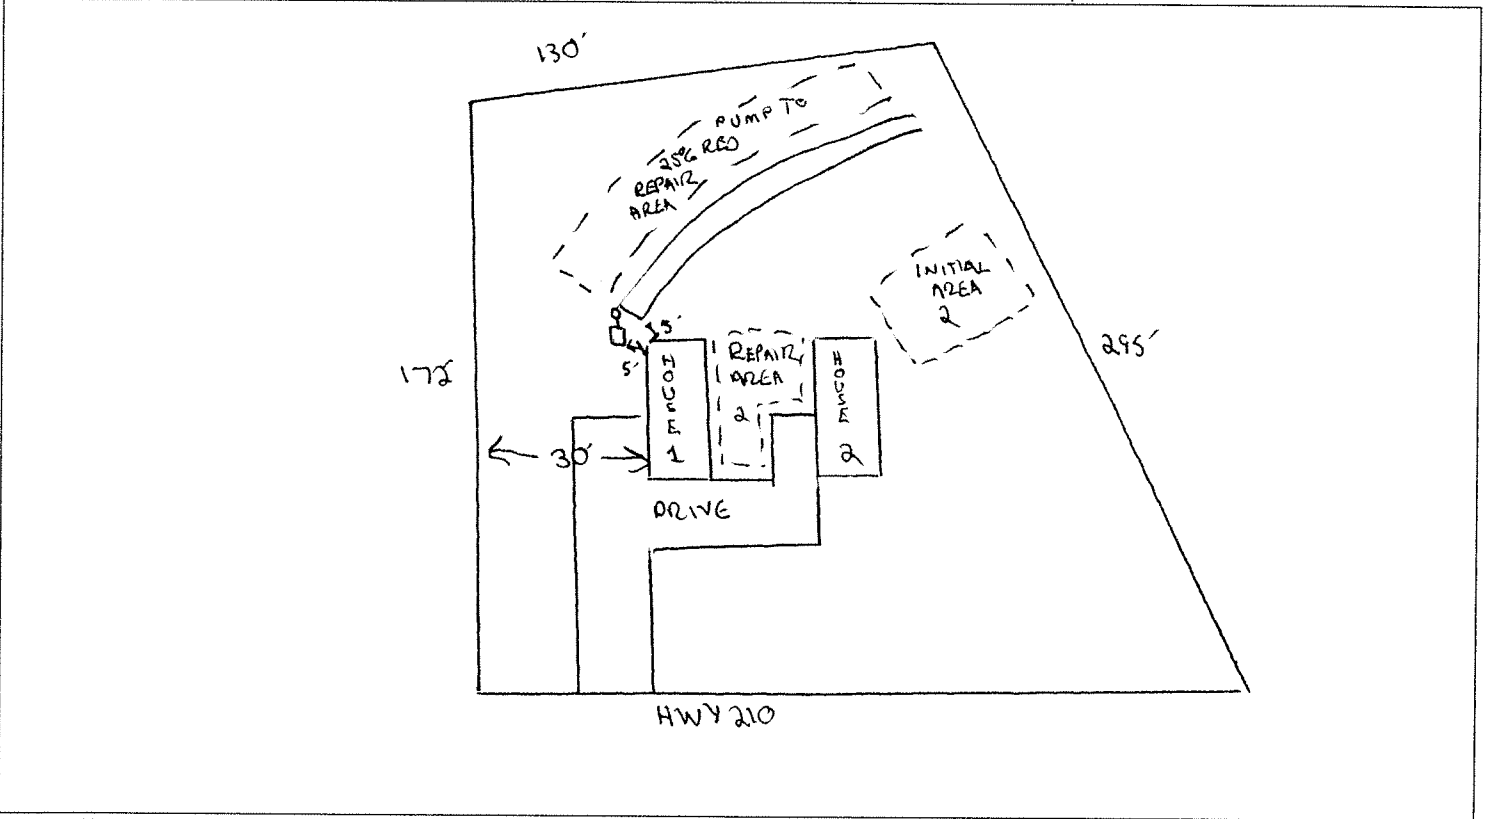 130'
PUMP TO
25% RED
REPAIR
AREA
INITIAL
AREA
2
5'
5'
172'
295'
HOUSE 1
REPAIR
AREA
2
HOUSE 2
30'
DRIVE
HWY 210